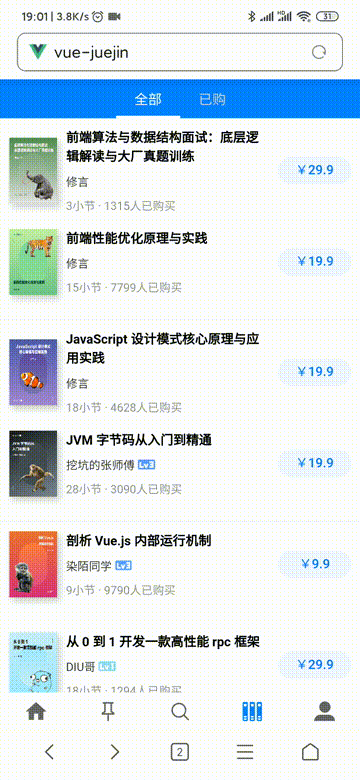 19:01 | 3.8K/s
HD
31
vue-juejin
全部
已购
前端算法与数据结构面试：底层逻
辑解读与大厂真题训练
修言
3小节 · 1315人已购买
￥29.9
前端性能优化原理与实践
修言
15小节 · 7799人已购买
￥19.9
JavaScript 设计模式核心原理与应
用实践
修言
18小节 · 4628人已购买
￥19.9
JVM 字节码从入门到精通
挖坑的张师傅 Lv3
28小节 · 3090人已购买
￥19.9
剖析 Vue.js 内部运行机制
染陌同学 Lv3
9小节 · 9790人已购买
￥9.9
从 0 到 1 开发一款高性能 rpc 框架
DIU哥 Lv1
18小节 · 1294人已购买
￥29.9
2